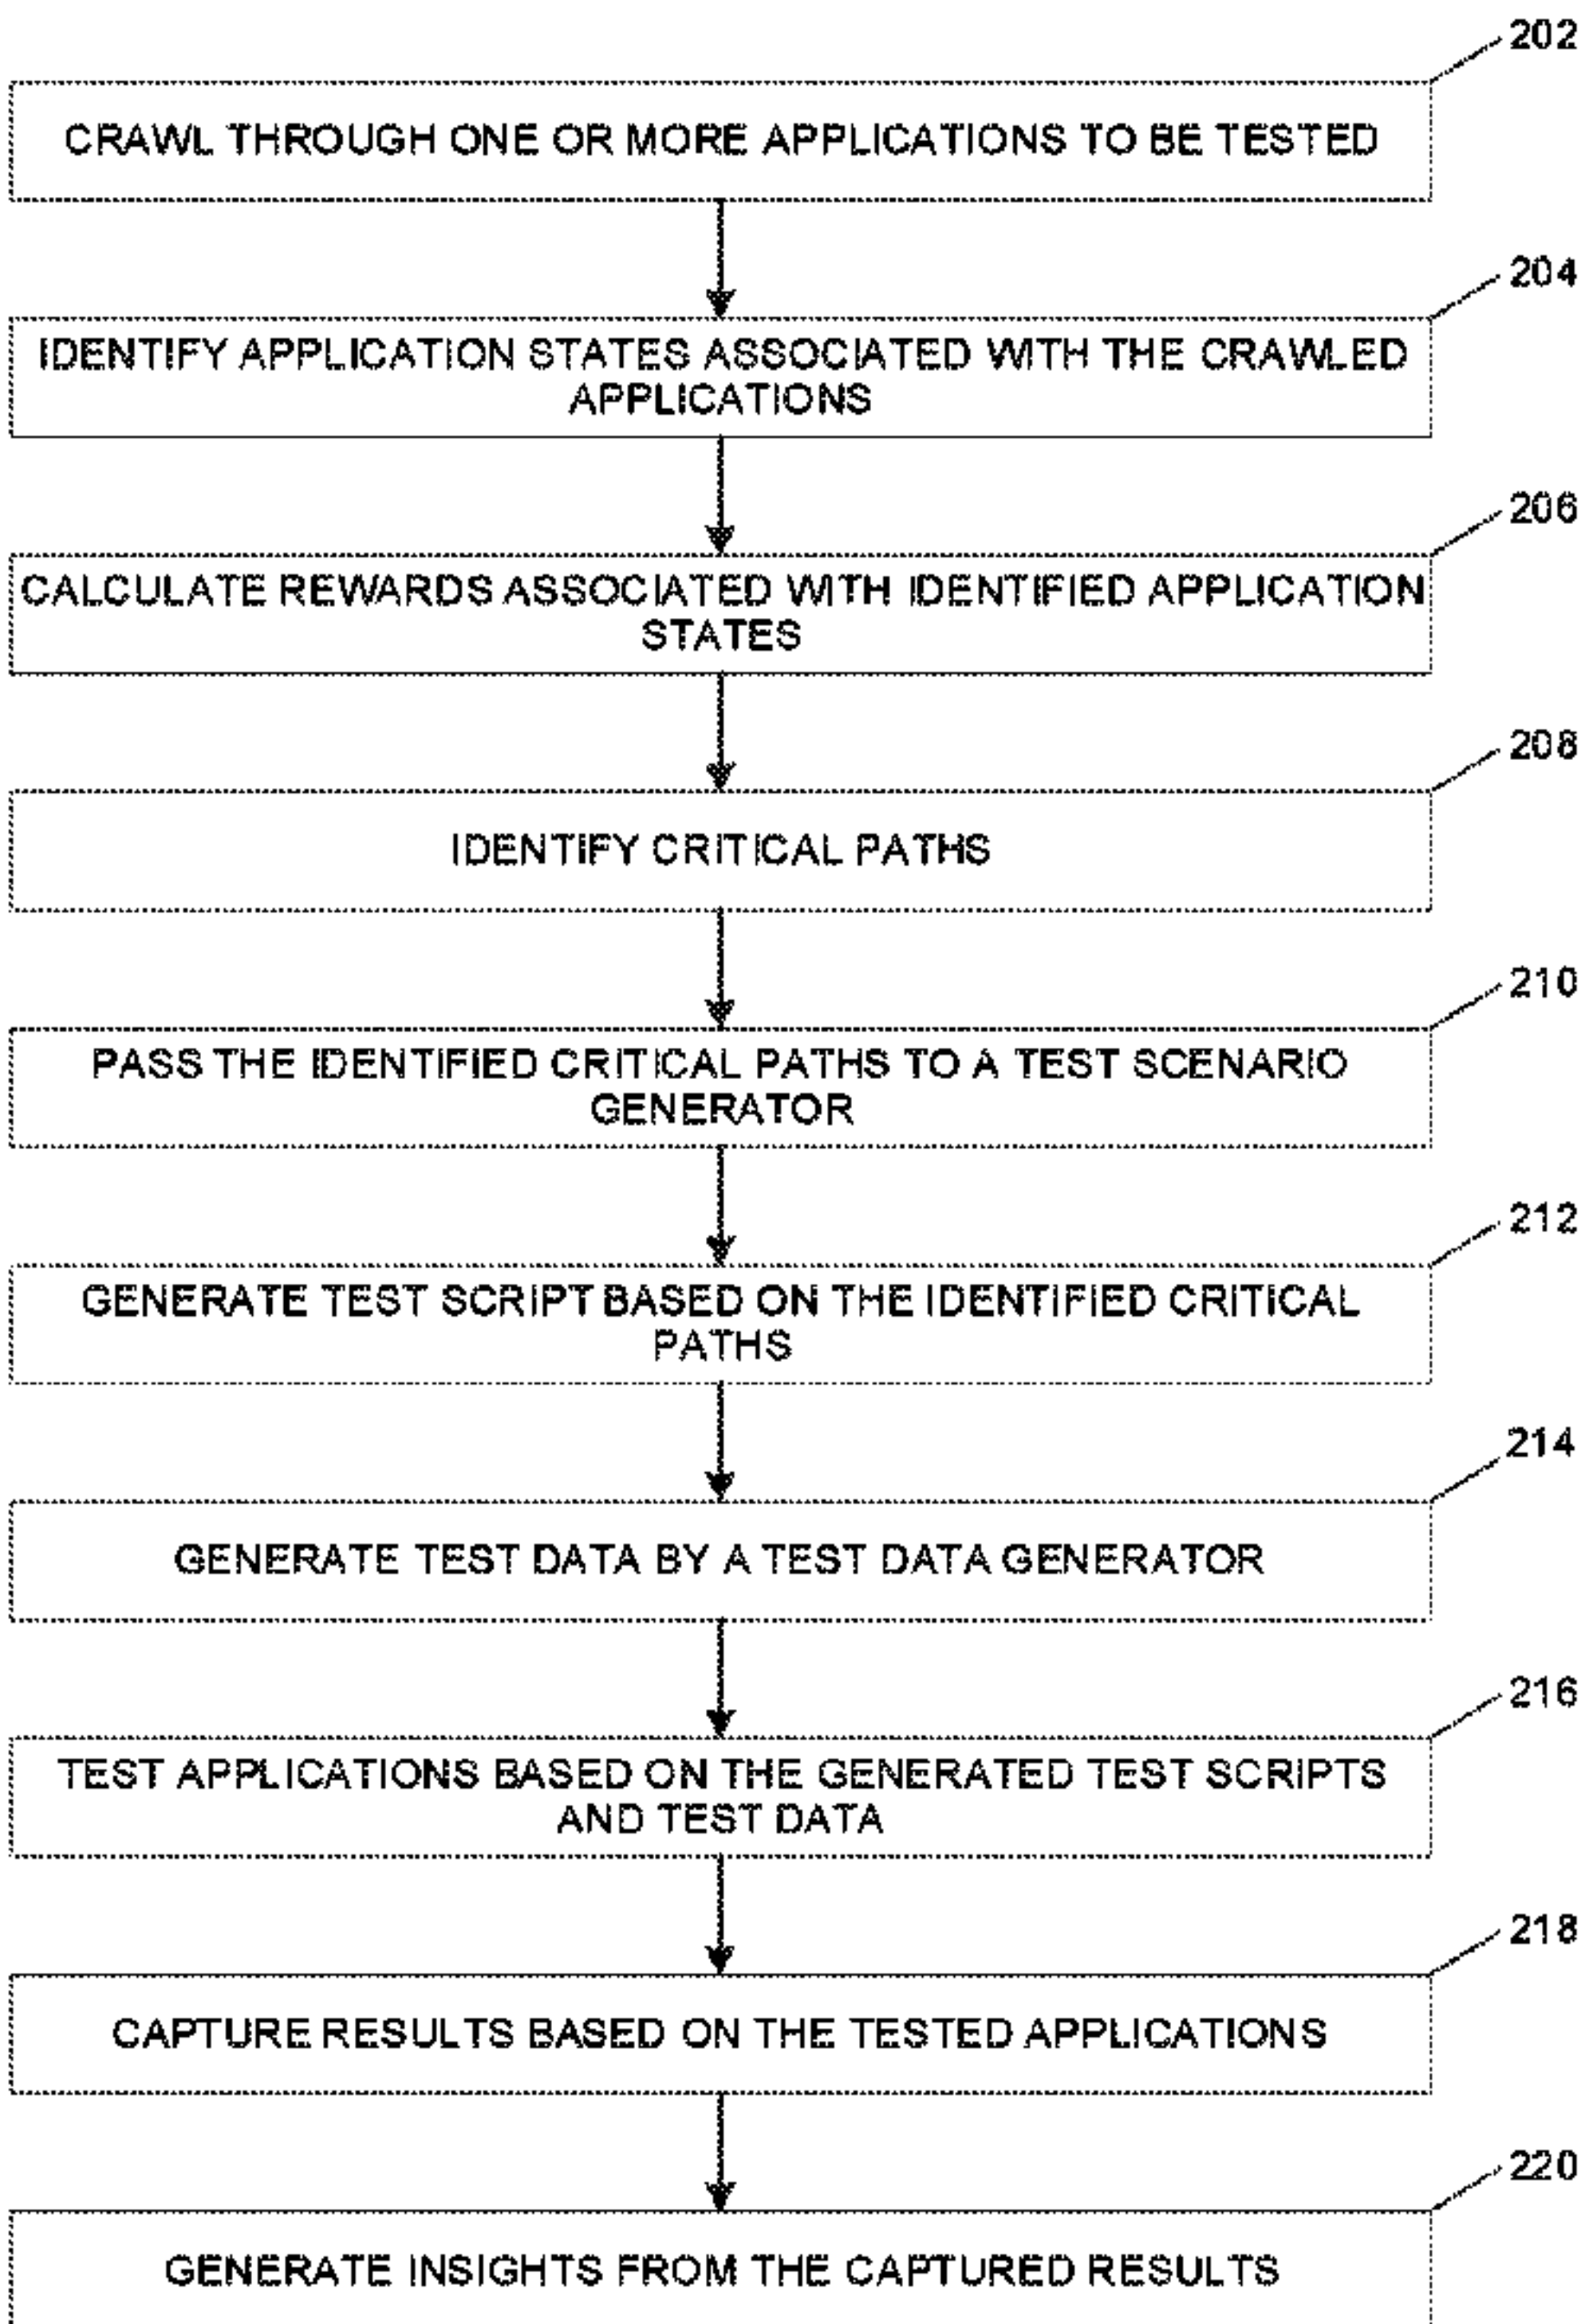 202
CRAWL THROUGH ONE OR MORE APPLICATIONS TO BE TESTED
204
IDENTIFY APPLICATION STATES ASSOCIATED WITH THE CRAWLED
APPLICATIONS
206
CALCULATE REWARDS ASSOCIATED WITH IDENTIFIED APPLICATION
STATES
208
IDENTIFY CRITICAL PATHS
210
PASS THE IDENTIFIED CRITICAL PATHS TO A TEST SCENARIO
GENERATOR
212
GENERATE TEST SCRIPT BASED ON THE IDENTIFIED CRITICAL
PATHS
214
GENERATE TEST DATA BY A TEST DATA GENERATOR
216
TEST APPLICATIONS BASED ON THE GENERATED TEST SCRIPTS
AND TEST DATA
218
CAPTURE RESULTS BASED ON THE TESTED APPLICATIONS
220
GENERATE INSIGHTS FROM THE CAPTURED RESULTS